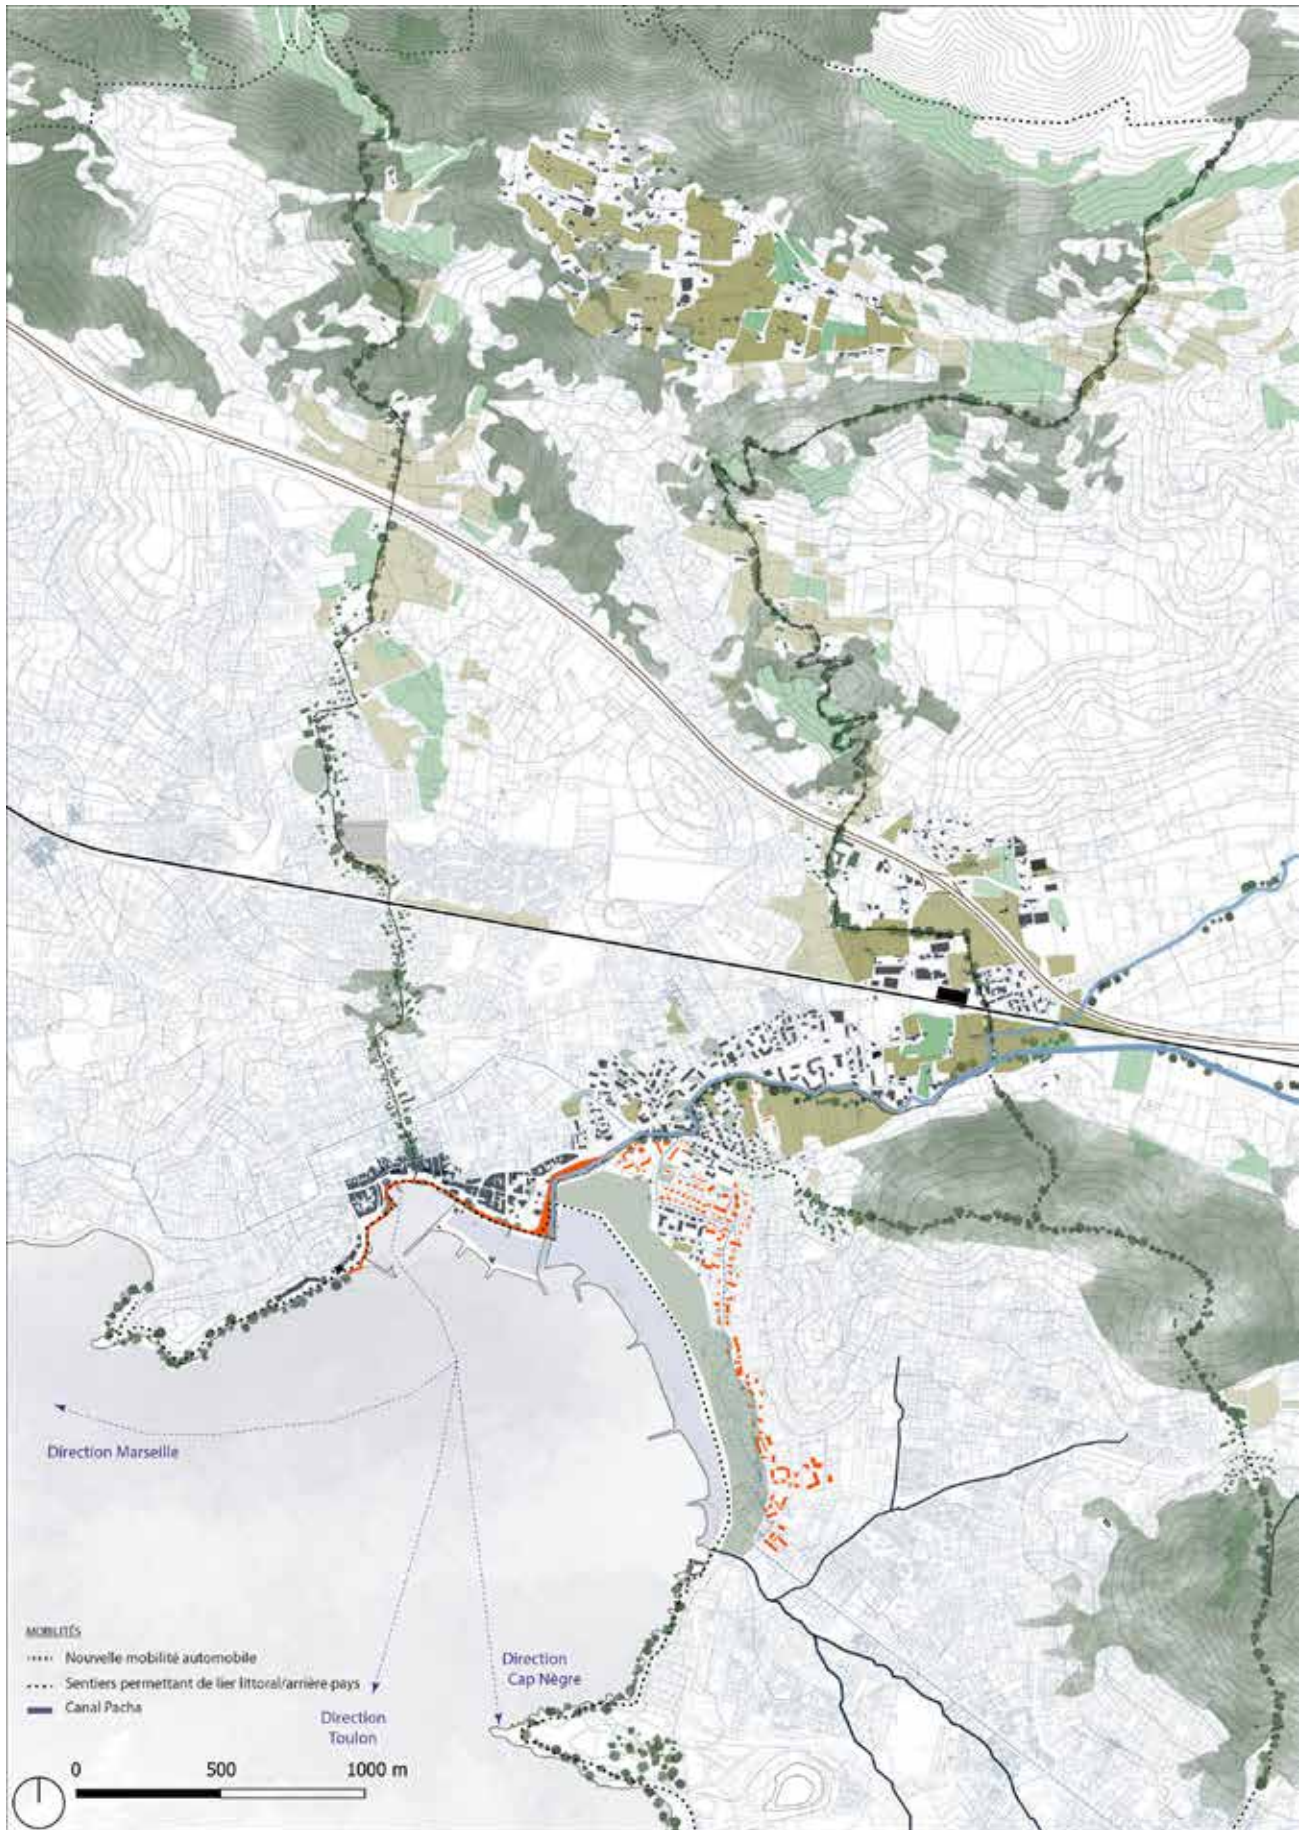 Direction Marseille
MOBILITÉS
Nouvelle mobilité automobile
Sentiers permettant de lier littoral/arrière pays
Canal Pacha
Direction
Cap Nègre
Direction
Toulon
0 500 1000 m